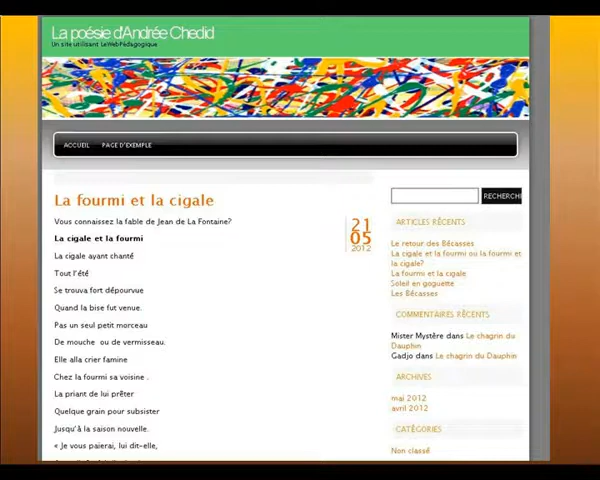 La poésie d'Andrée Chedid
Un site utilisant LeWebPédagogique
ACCUEIL PAGE D'EXEMPLE
La fourmi et la cigale
Vous connaissez la fable de Jean de La Fontaine?
21
05
2012
La cigale et la fourmi
La cigale ayant chanté
Tout l'été
Se trouva fort dépourvue
Quand la bise fut venue.
Pas un seul petit morceau
De mouche ou de vermisseau.
Elle alla crier famine
Chez la fourmi sa voisine .
La priant de lui prêter
Quelque grain pour subsister
Jusqu'à la saison nouvelle.
« Je vous paierai, lui dit-elle,
RECHERCHE
ARTICLES RÉCENTS
Le retour des Bécasses
La cigale et la fourmi ou la fourmi et
la cigale?
La fourmi et la cigale
Soleil en goguette
Les Bécasses
COMMENTAIRES RÉCENTS
Mister Mystère dans Le chagrin du
Dauphin
Gadjo dans Le chagrin du Dauphin
ARCHIVES
mai 2012
avril 2012
CATÉGORIES
Non classé